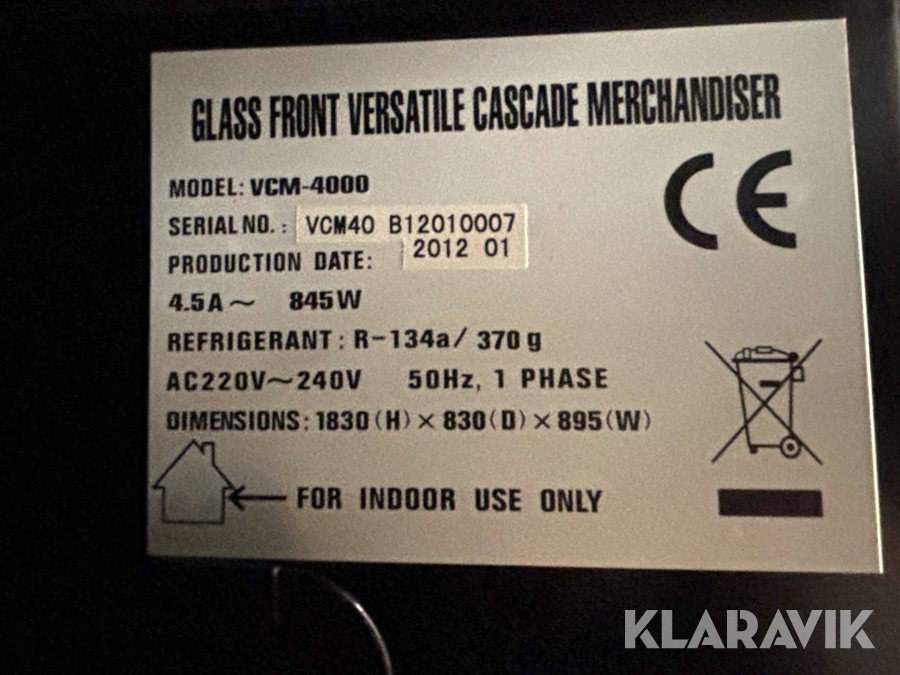 GLASS FRONT VERSATILE CASCADE MERCHANDISER
MODEL: VCM-4000
CE
SERIAL NO. : VCM40 B12010007
PRODUCTION DATE: 2012 01
4.5A～ 845W
REFRIGERANT : R-134a/ 370g
AC220V～240V 50Hz, 1 PHASE
DIMENSIONS: 1830(H)×830(D)×895(W)
FOR INDOOR USE ONLY
KLARAVIK